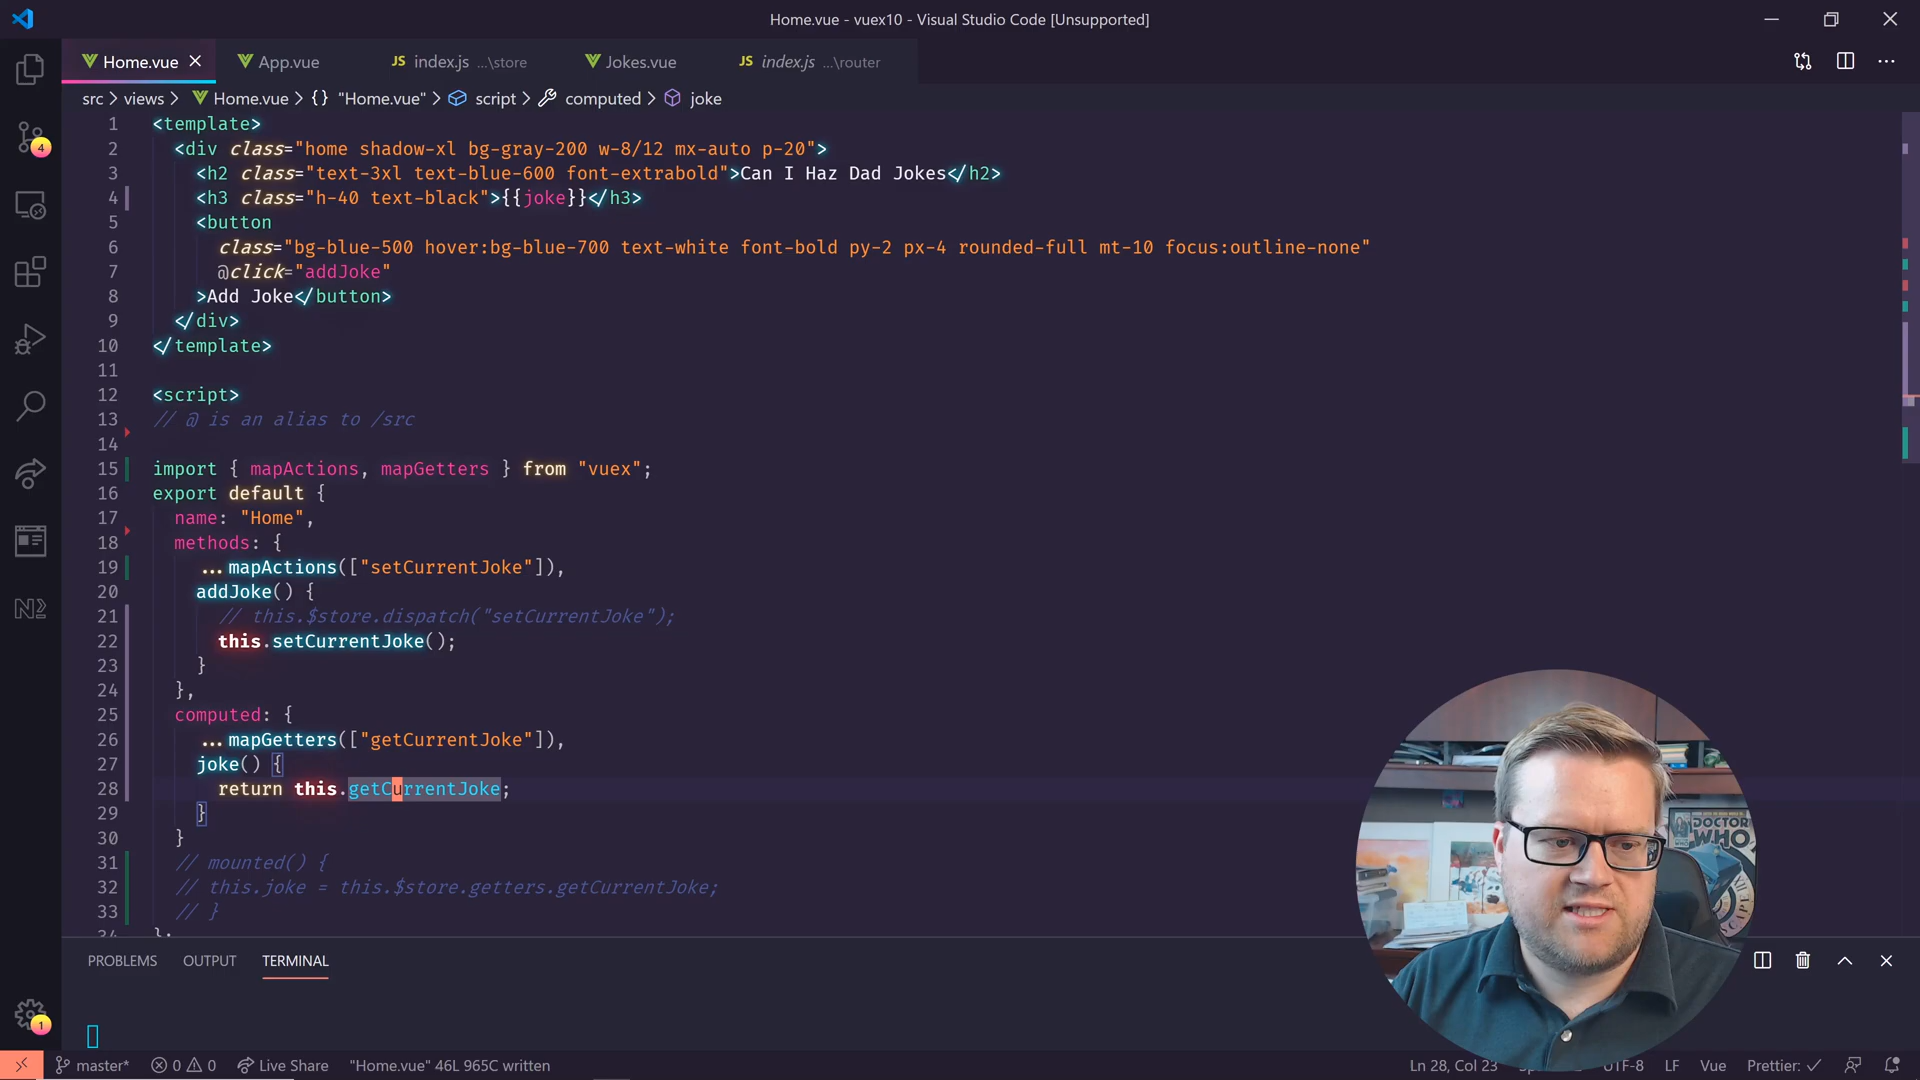 Home.vue - vuex10 - Visual Studio Code [Unsupported]
Home.vue App.vue JS index.js ...\store Jokes.vue JS index.js ...\router
src > views > Home.vue > {} "Home.vue" > script > computed > joke
1 <template>
2 <div class="home shadow-xl bg-gray-200 w-8/12 mx-auto p-20">
3 <h2 class="text-3xl text-blue-600 font-extrabold">Can I Haz Dad Jokes</h2>
4 <h3 class="h-40 text-black">{{joke}}</h3>
5 <button
6 class="bg-blue-500 hover:bg-blue-700 text-white font-bold py-2 px-4 rounded-full mt-10 focus:outline-none"
7 @click="addJoke"
8 >Add Joke</button>
9 </div>
10 </template>
11
12 <script>
13 // @ is an alias to /src
14
15 import { mapActions, mapGetters } from "vuex";
16 export default {
17 name: "Home",
18 methods: {
19 ...mapActions(["setCurrentJoke"]),
20 addJoke() {
21 // this.$store.dispatch("setCurrentJoke");
22 this.setCurrentJoke();
23 }
24 },
25 computed: {
26 ...mapGetters(["getCurrentJoke"]),
27 joke() {
28 return this.getCurrentJoke;
29 }
30 }
31 // mounted() {
32 // this.joke = this.$store.getters.getCurrentJoke;
33 // }
34 };
4
N
DOCTOR
WHO
PROBLEMS OUTPUT TERMINAL
1
master* 0 0 Live Share "Home.vue" 46L 965C written Ln 28, Col 23 UTF-8 LF Vue Prettier: ✓